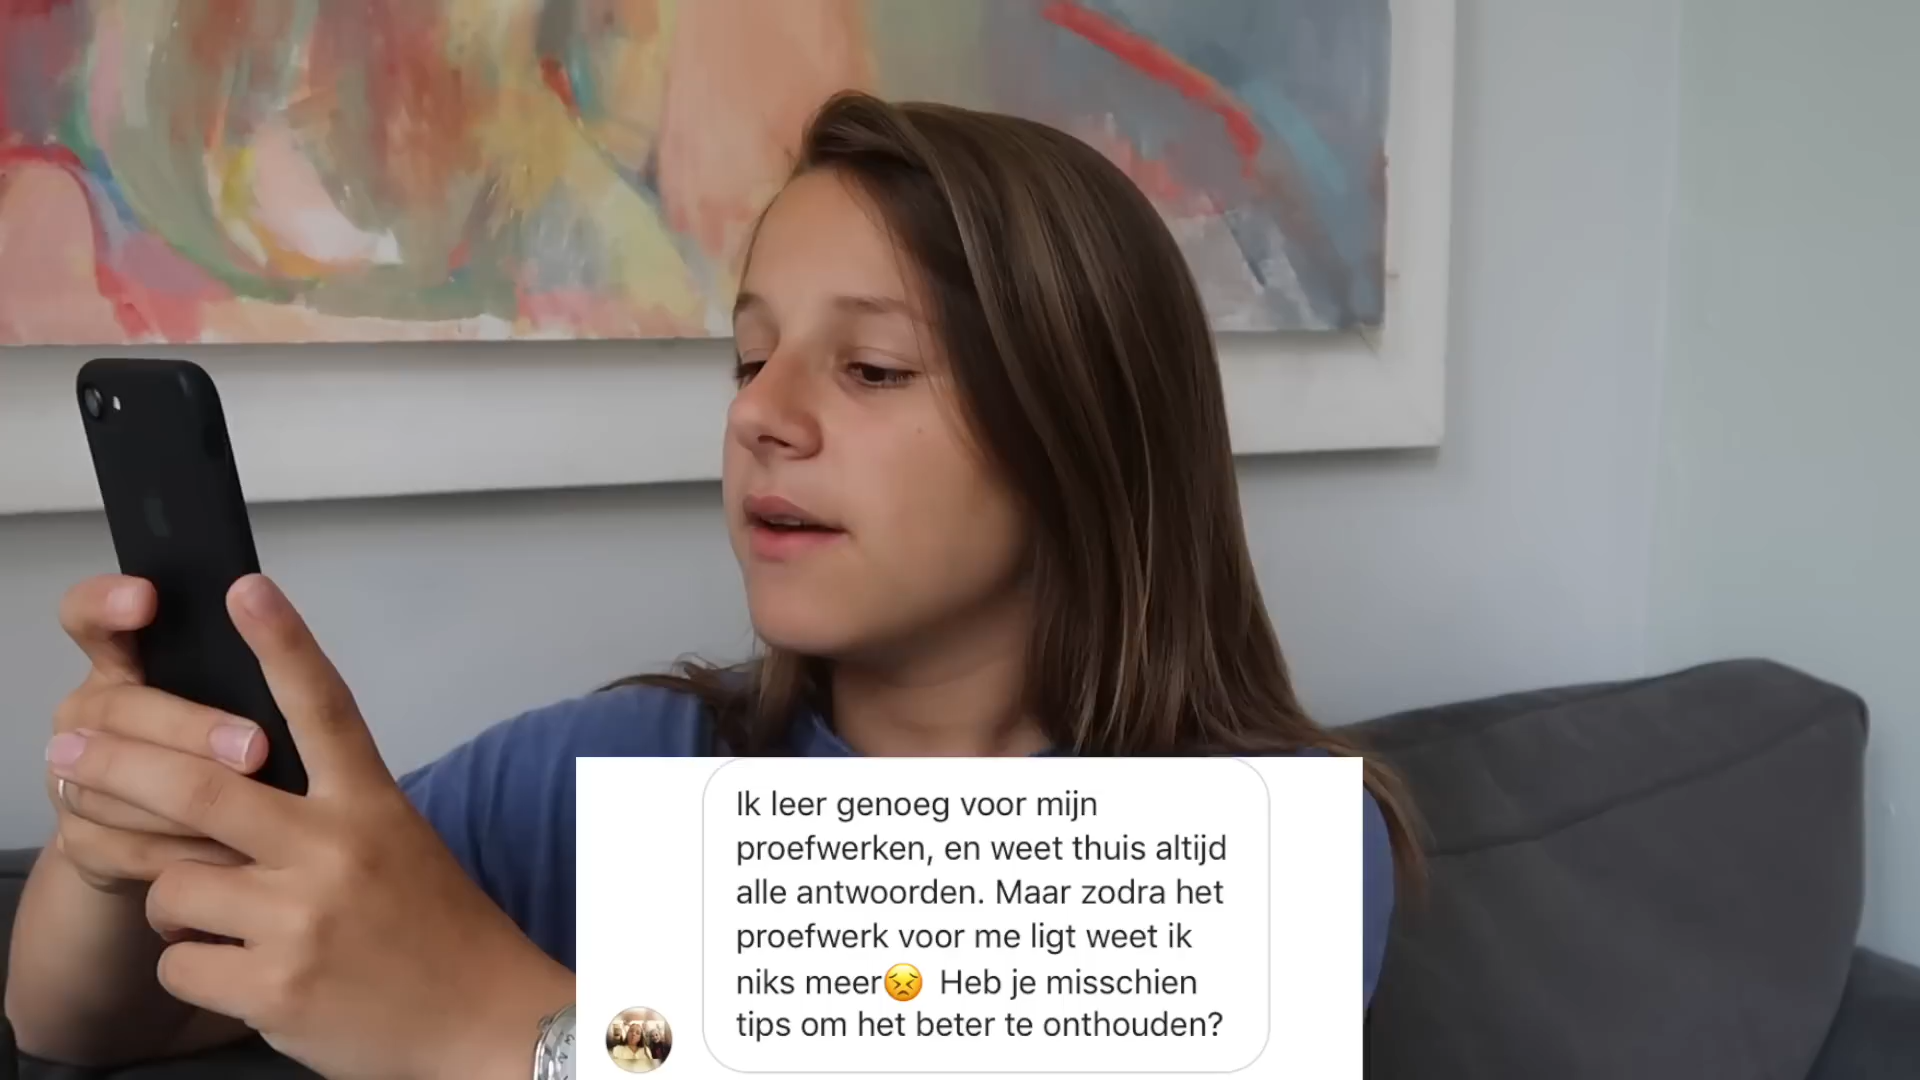 Ik leer genoeg voor mijn
proefwerken, en weet thuis altijd
alle antwoorden. Maar zodra het
proefwerk voor me ligt weet ik
niks meer😣 Heb je misschien
tips om het beter te onthouden?